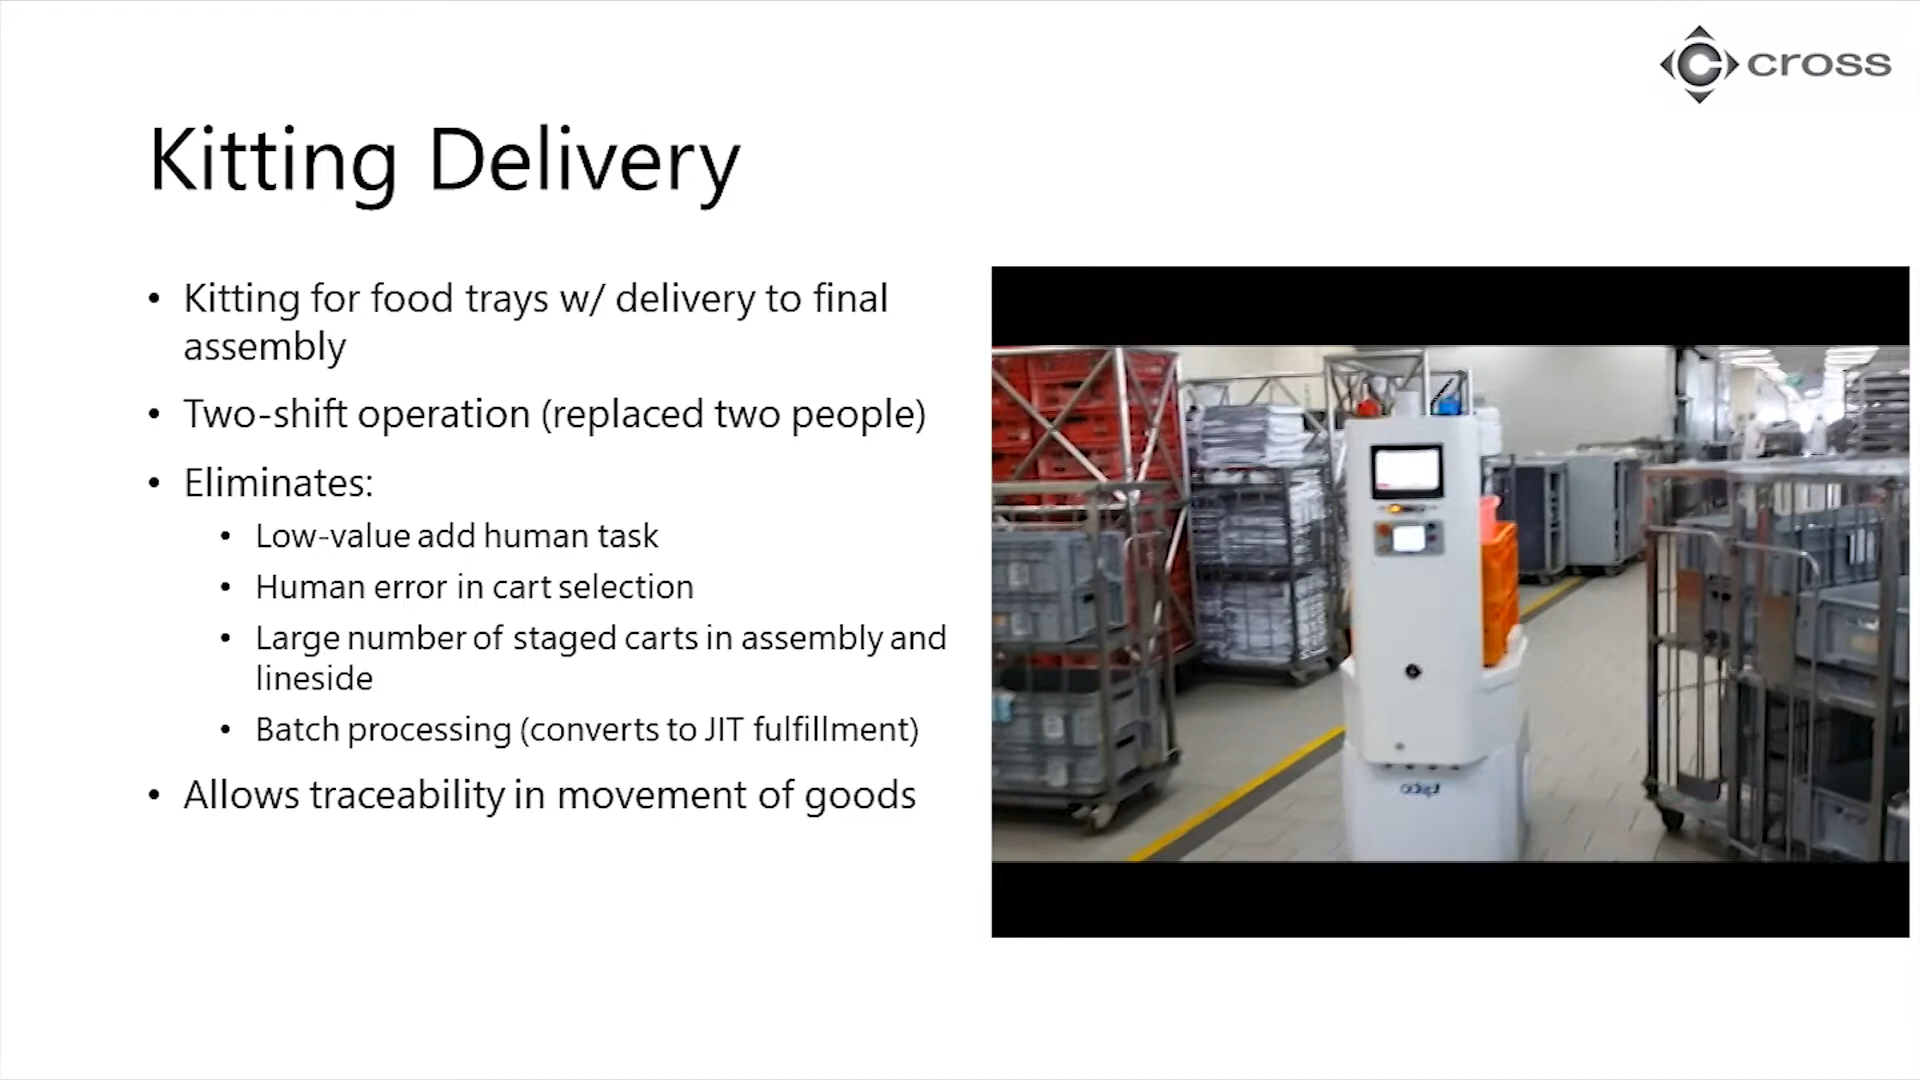 cross
Kitting Delivery
• Kitting for food trays w/ delivery to final
assembly
• Two-shift operation (replaced two people)
• Eliminates:
• Low-value add human task
• Human error in cart selection
• Large number of staged carts in assembly and
lineside
• Batch processing (converts to JIT fulfillment)
• Allows traceability in movement of goods
adept